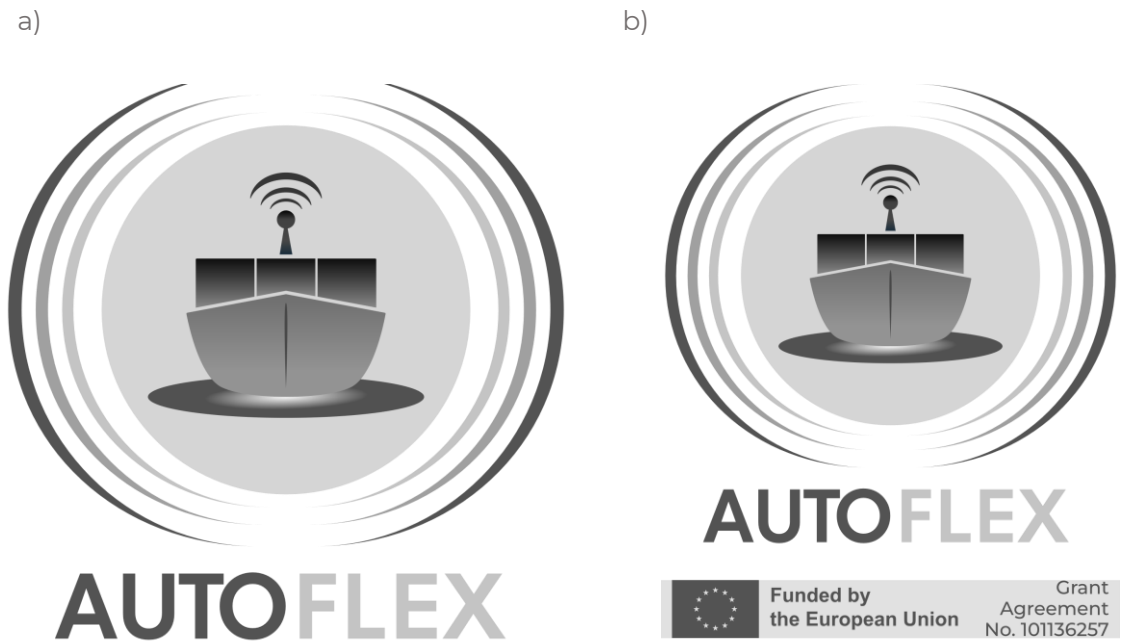 a)
b)
AUTOFLEX
AUTOFLEX
Funded by
the European Union
Grant
Agreement
No. 101136257